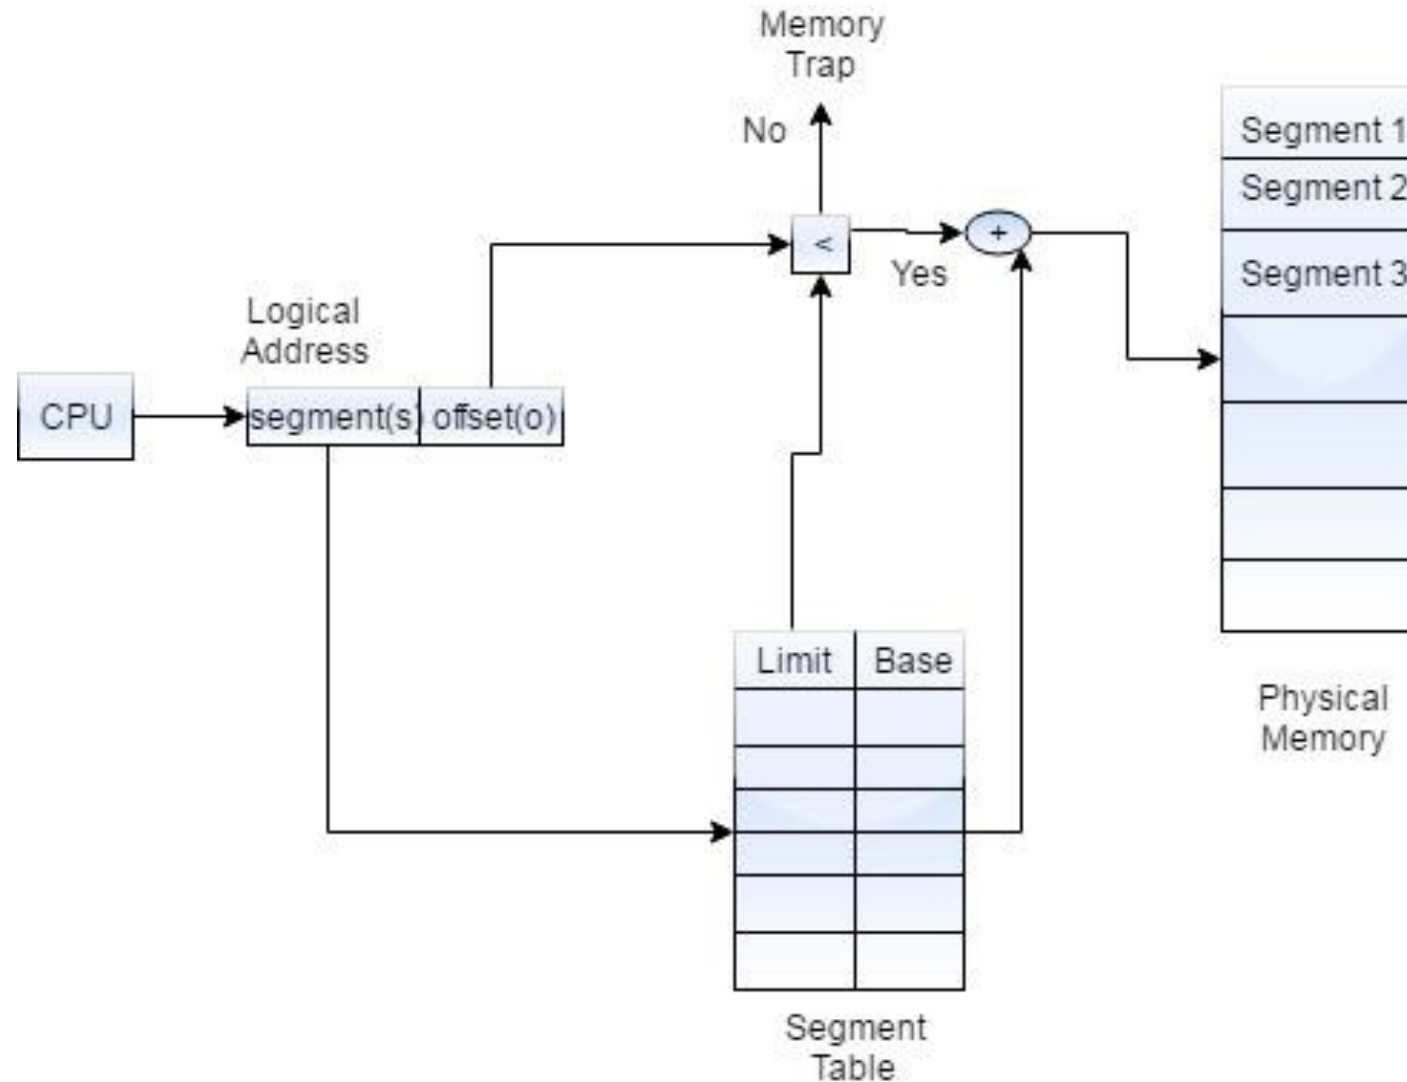 Memory
Trap
No
Segment 1
Segment 2
<
+
Yes
Segment 3
Logical
Address
CPU
segment(s)
offset(o)
Limit
Base
Physical
Memory
Segment
Table